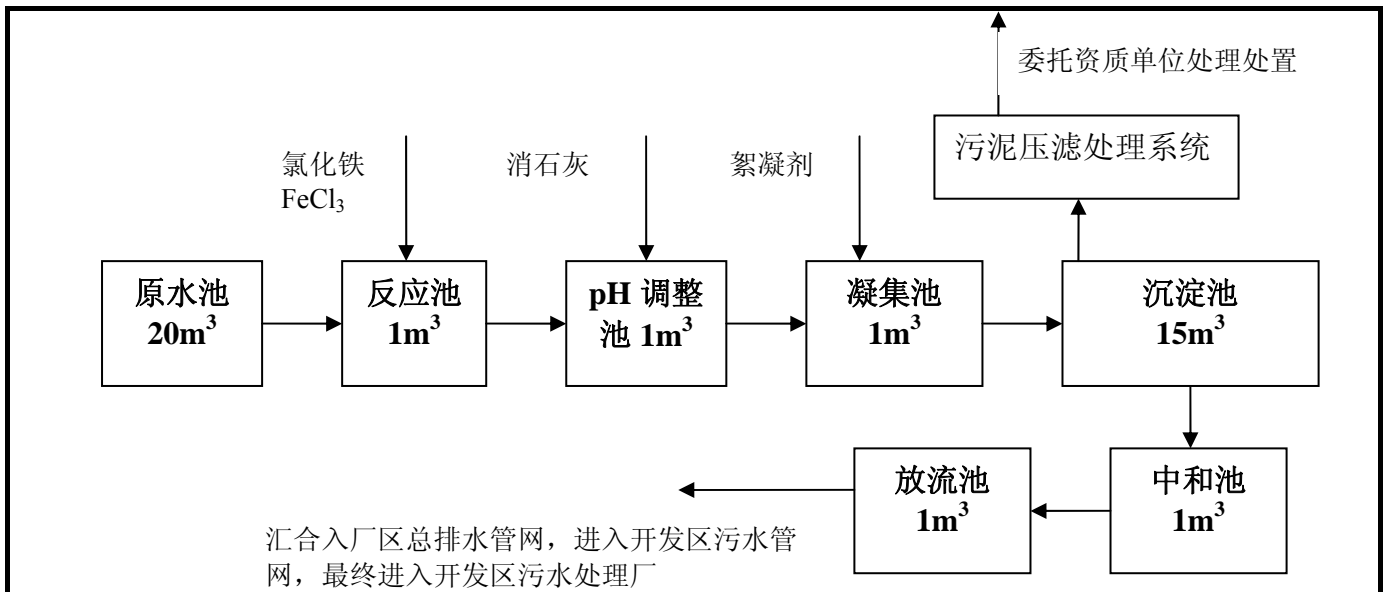 委托资质单位处理处置
污泥压滤处理系统
氯化铁
FeCl₃
消石灰
絮凝剂
原水池
20m³
反应池
1m³
pH 调整
池 1m³
凝集池
1m³
沉淀池
15m³
放流池
1m³
中和池
1m³
汇合入厂区总排水管网，进入开发区污水管
网，最终进入开发区污水处理厂